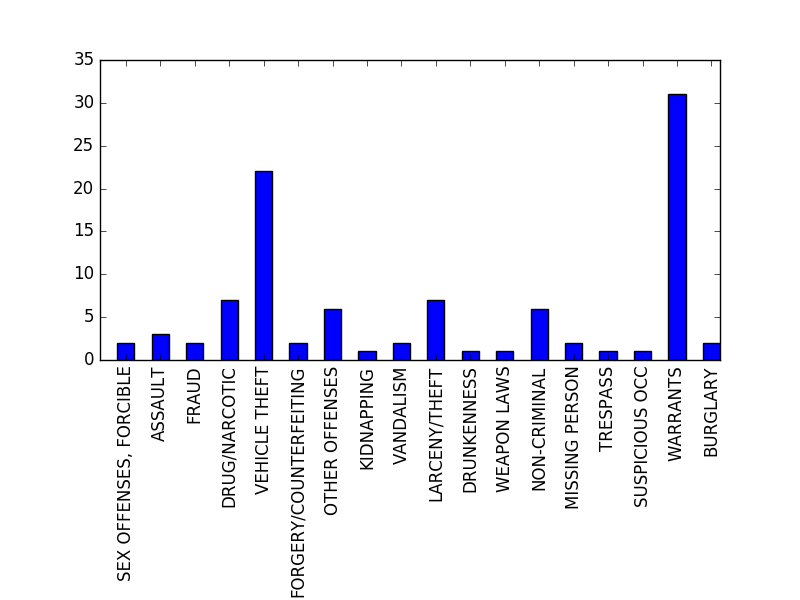 35
30
25
20
15
10
5
0
SEX OFFENSES, FORCIBLE
ASSAULT
FRAUD
DRUG/NARCOTIC
VEHICLE THEFT
FORGERY/COUNTERFEITING
OTHER OFFENSES
KIDNAPPING
VANDALISM
LARCENY/THEFT
DRUNKENNESS
WEAPON LAWS
NON-CRIMINAL
MISSING PERSON
TRESPASS
SUSPICIOUS OCC
WARRANTS
BURGLARY